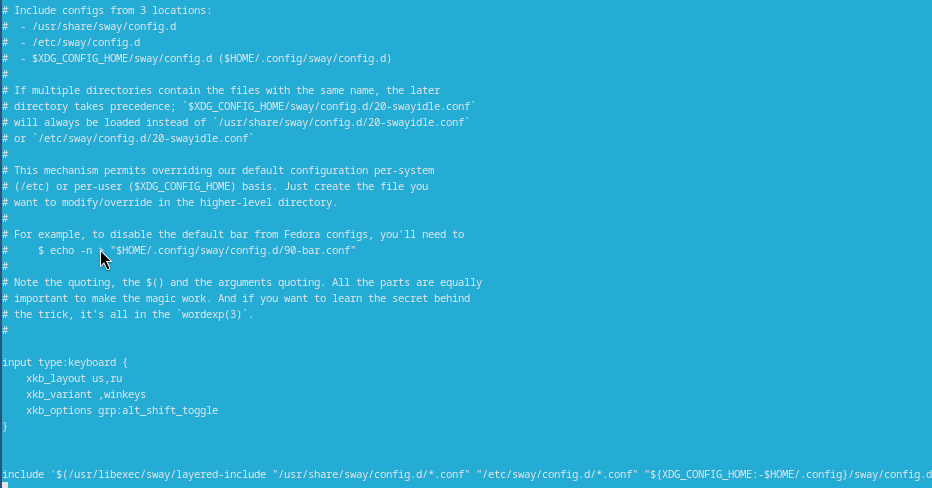 # Include configs from 3 locations:
#  - /usr/share/sway/config.d
#  - /etc/sway/config.d
#  - $XDG_CONFIG_HOME/sway/config.d ($HOME/.config/sway/config.d)
#
# If multiple directories contain the files with the same name, the later
# directory takes precedence; `$XDG_CONFIG_HOME/sway/config.d/20-swayidle.conf`
# will always be loaded instead of `/usr/share/sway/config.d/20-swayidle.conf`
# or `/etc/sway/config.d/20-swayidle.conf`
#
# This mechanism permits overriding our default configuration per-system
# (/etc) or per-user ($XDG_CONFIG_HOME) basis. Just create the file you
# want to modify/override in the higher-level directory.
#
# For example, to disable the default bar from Fedora configs, you'll need to
#     $ echo -n > "$HOME/.config/sway/config.d/90-bar.conf"
#
# Note the quoting, the $() and the arguments quoting. All the parts are equally
# important to make the magic work. And if you want to learn the secret behind
# the trick, it's all in the `wordexp(3)`.
#
input type:keyboard {
    xkb_layout us,ru
    xkb_variant ,winkeys
    xkb_options grp:alt_shift_toggle
}
include '$(/usr/libexec/sway/layered-include "/usr/share/sway/config.d/*.conf" "/etc/sway/config.d/*.conf" "${XDG_CONFIG_HOME:-$HOME/.config}/sway/config.d